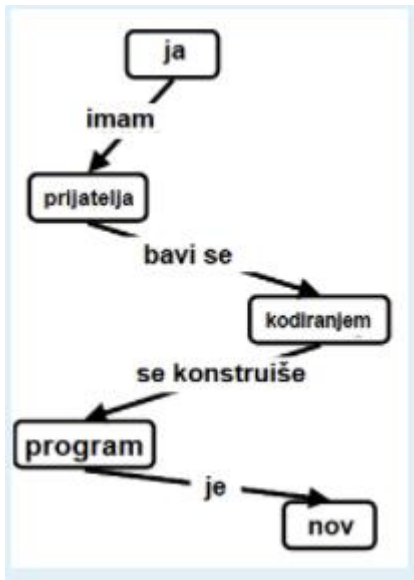 ja
imam
prijatelja
bavi se
kodiranjem
se konstruiše
program
je
nov